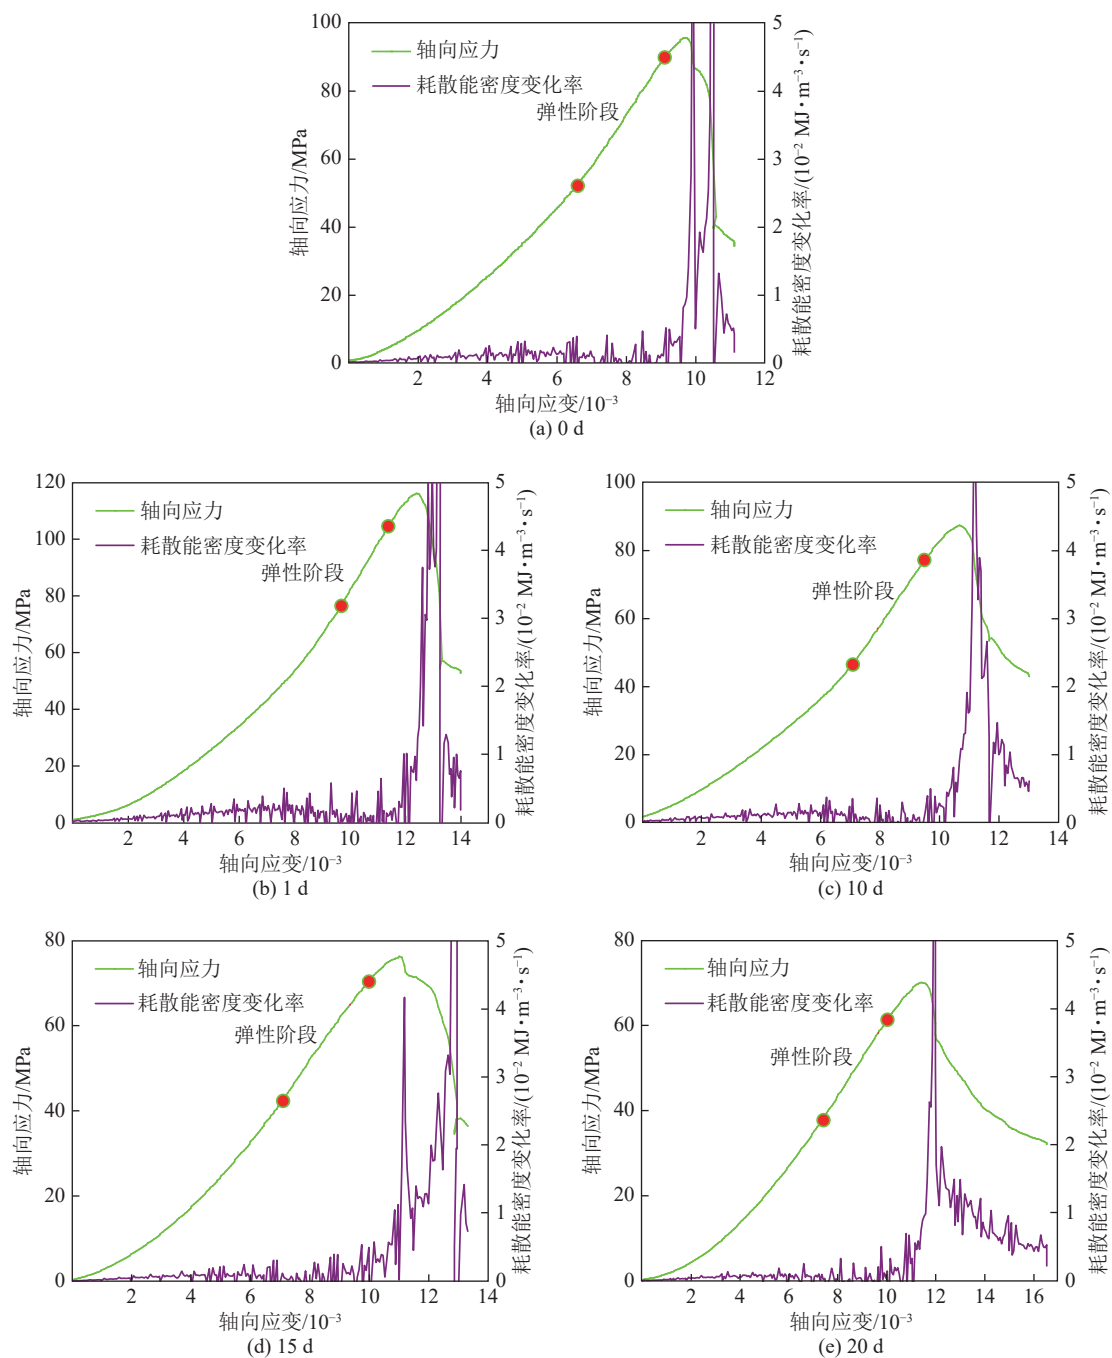 轴向应力
耗散能密度变化率
弹性阶段
轴向应力/MPa
100
80
60
40
20
0
5
4
3
2
1
0
耗散能密度变化率/(10⁻² MJ·m⁻³·s⁻¹)
2 4 6 8 10 12
轴向应变/10⁻³
(a) 0 d
轴向应力
耗散能密度变化率
弹性阶段
轴向应力/MPa
120
100
80
60
40
20
0
5
4
3
2
1
0
耗散能密度变化率/(10⁻² MJ·m⁻³·s⁻¹)
2 4 6 8 10 12 14
轴向应变/10⁻³
(b) 1 d
轴向应力
耗散能密度变化率
弹性阶段
轴向应力/MPa
100
80
60
40
20
0
5
4
3
2
1
0
耗散能密度变化率/(10⁻² MJ·m⁻³·s⁻¹)
2 4 6 8 10 12 14
轴向应变/10⁻³
(c) 10 d
轴向应力
耗散能密度变化率
弹性阶段
轴向应力/MPa
80
60
40
20
0
5
4
3
2
1
0
耗散能密度变化率/(10⁻² MJ·m⁻³·s⁻¹)
2 4 6 8 10 12 14
轴向应变/10⁻³
(d) 15 d
轴向应力
耗散能密度变化率
弹性阶段
轴向应力/MPa
80
60
40
20
0
5
4
3
2
1
0
耗散能密度变化率/(10⁻² MJ·m⁻³·s⁻¹)
2 4 6 8 10 12 14 16
轴向应变/10⁻³
(e) 20 d